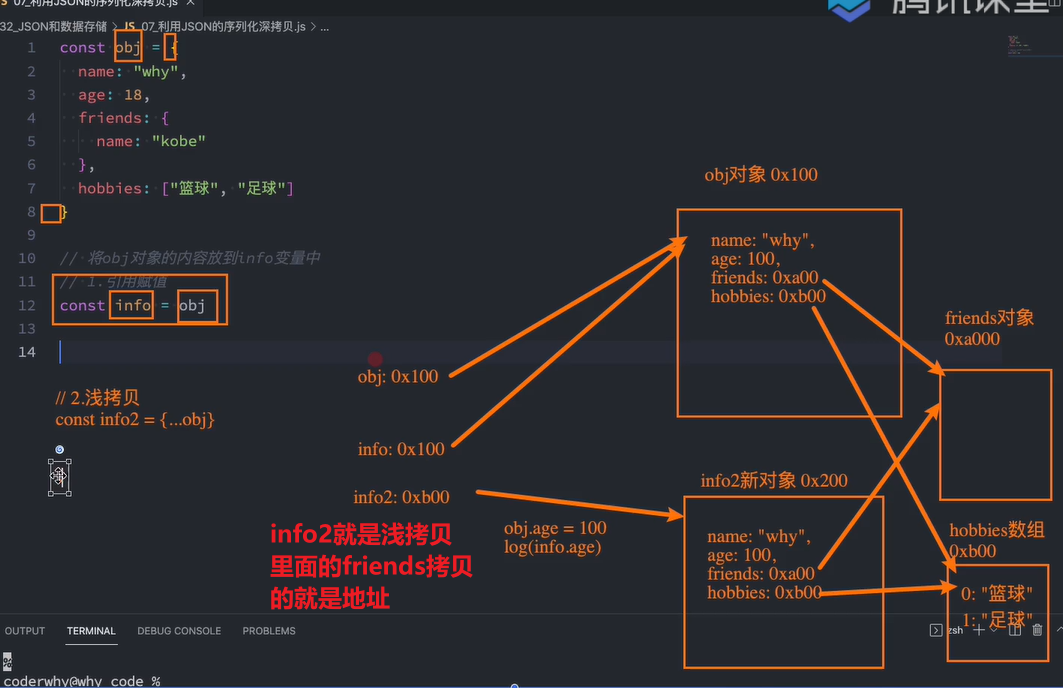 JS 07_利用JSON的序列化深拷贝.js ×
腾讯课堂
32_JSON和数据存储 > JS 07_利用JSON的序列化深拷贝.js > ...
1 const obj = {
2 name: "why",
3 age: 18,
4 friends: {
5 name: "kobe"
6 },
7 hobbies: ["篮球", "足球"]
8 }
9
10 // 将obj对象的内容放到info变量中
11 // 1.引用赋值
12 const info = obj
13
14
// 2.浅拷贝
const info2 = {...obj}
obj: 0x100
info: 0x100
info2: 0xb00
info2就是浅拷贝
里面的friends拷贝
的就是地址
obj.age = 100
log(info.age)
obj对象 0x100
name: "why",
age: 100,
friends: 0xa00
hobbies: 0xb00
friends对象
0xa000
info2新对象 0x200
name: "why",
age: 100,
friends: 0xa00
hobbies: 0xb00
hobbies数组
0xb00
0: "篮球"
1: "足球"
OUTPUT TERMINAL DEBUG CONSOLE PROBLEMS
zsh
%
coderwhy@why code %